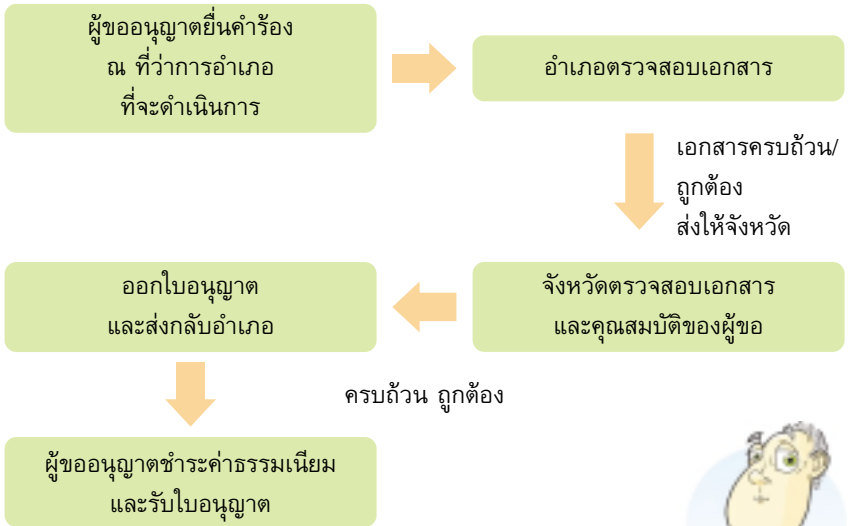 ผู้ขออนุญาตยื่นคำร้อง
ณ ที่ว่าการอำเภอ
ที่จะดำเนินการ
อำเภอตรวจสอบเอกสาร
เอกสารครบถ้วน/
ถูกต้อง
ส่งให้จังหวัด
จังหวัดตรวจสอบเอกสาร
และคุณสมบัติของผู้ขอ
ครบถ้วน ถูกต้อง
ออกใบอนุญาต
และส่งกลับอำเภอ
ผู้ขออนุญาตชำระค่าธรรมเนียม
และรับใบอนุญาต